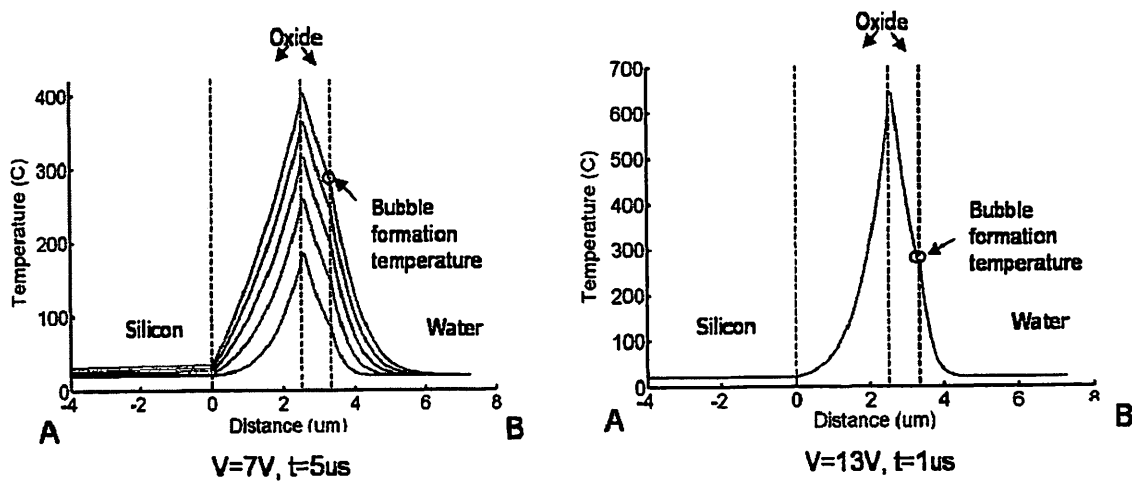 Oxide
400
300
200
100
0
Temperature (C)
Bubble
formation
temperature
Silicon
Water
-4
-2
0
2
4
6
8
Distance (um)
A
B
V=7V, t=5us
Oxide
700
600
500
400
300
200
100
0
Temperature (C)
Bubble
formation
temperature
Silicon
Water
-4
-2
0
2
4
6
8
Distance (um)
A
B
V=13V, t=1us